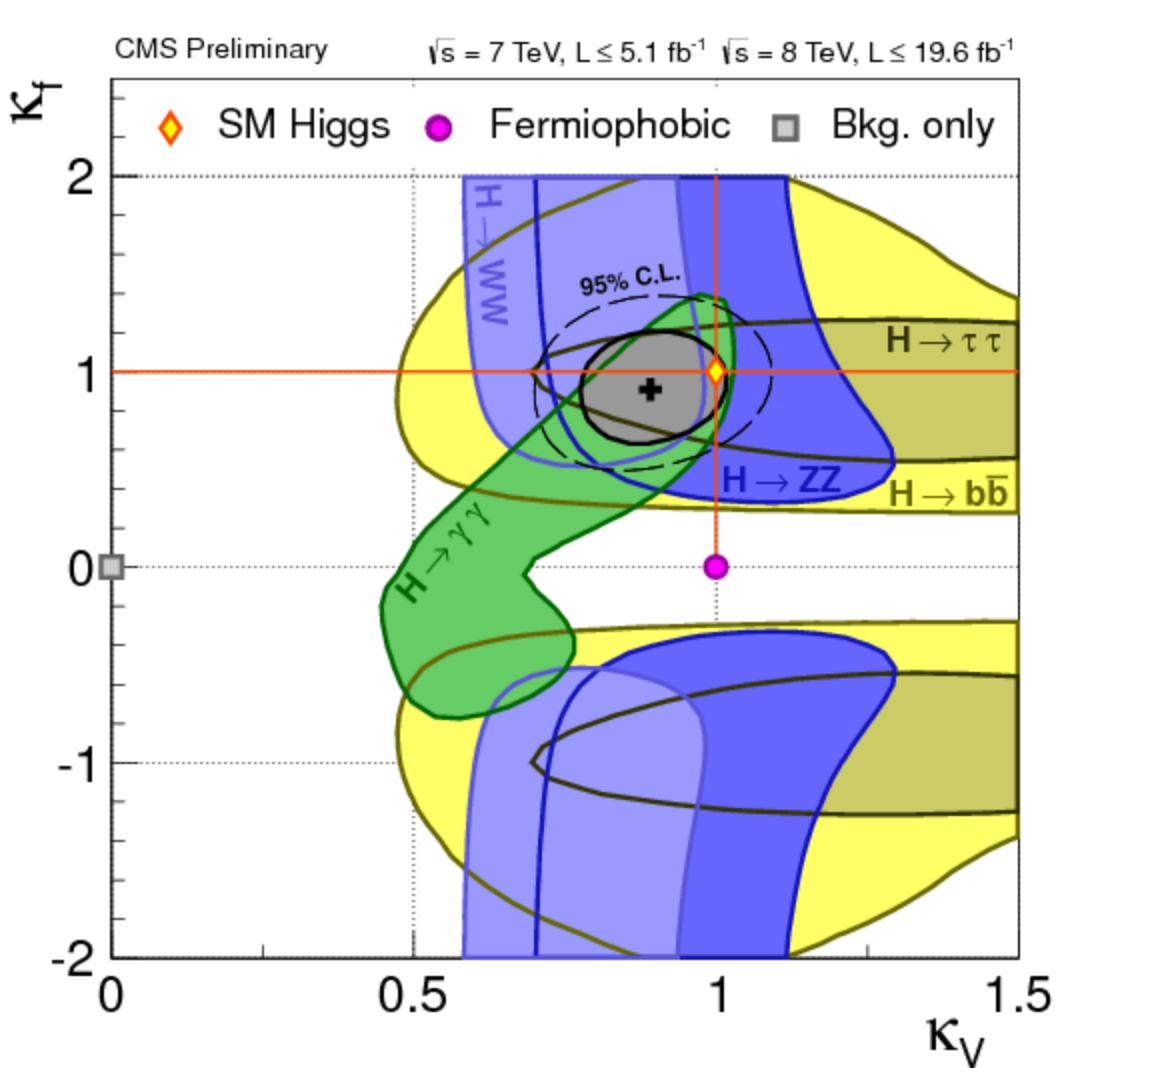 CMS Preliminary √s = 7 TeV, L ≤ 5.1 fb⁻¹ √s = 8 TeV, L ≤ 19.6 fb⁻¹
κf
SM Higgs Fermiophobic Bkg. only
2
H → WW
95% C.L.
H → τ τ
1
H → ZZ
H → bb̅
H → γ γ
0
-1
-2
0 0.5 1 1.5
κV